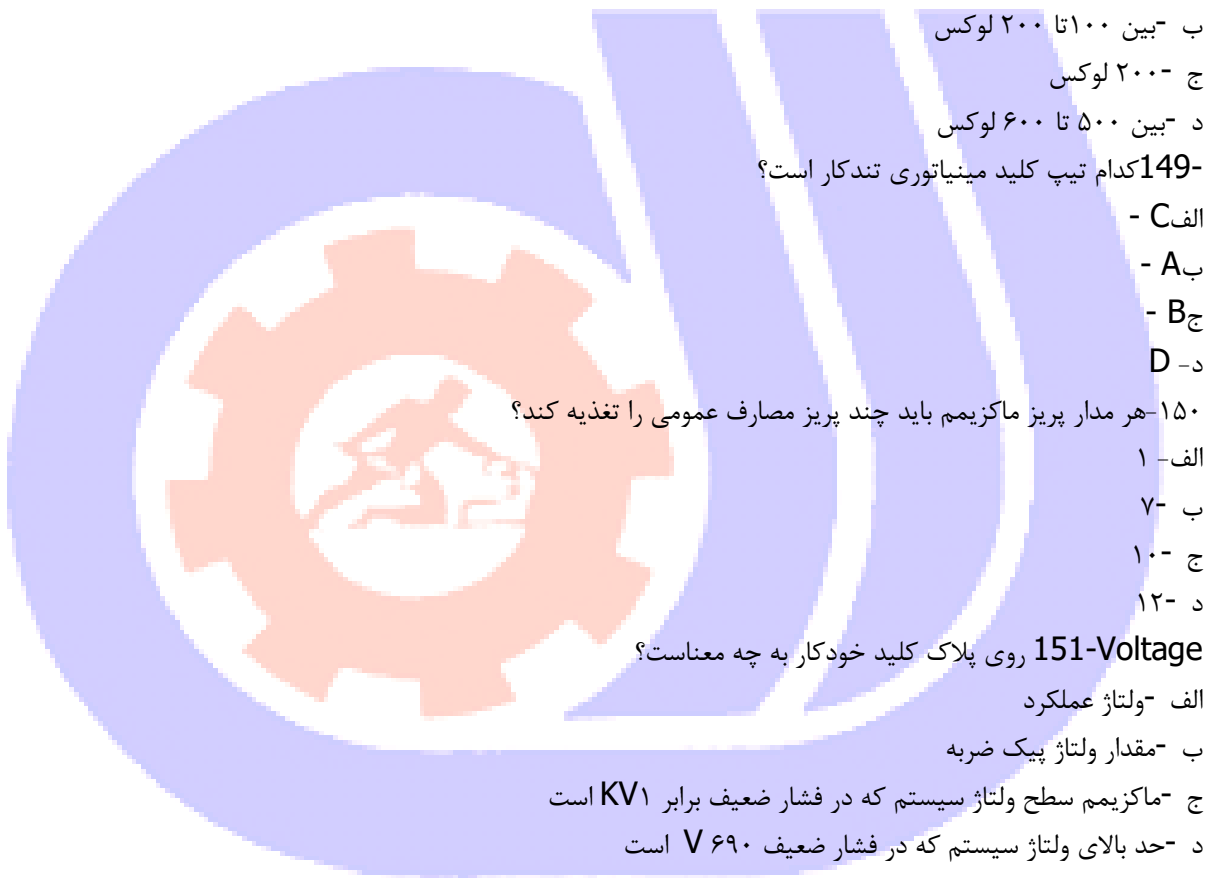 ب -بین ۱۰۰تا ۲۰۰ لوکس
ج -۲۰۰ لوکس
د -بین ۵۰۰ تا ۶۰۰ لوکس
-149کدام تیپ کلید مینیاتوری تندکار است؟
الفC -
بA -
جB -
د- D
۱۵۰-هر مدار پریز ماکزیمم باید چند پریز مصارف عمومی را تغذیه کند؟
الف- ۱
ب -۷
ج -۱۰
د -۱۲
151-Voltage روی پلاک کلید خودکار به چه معناست؟
الف -ولتاژ عملکرد
ب -مقدار ولتاژ پیک ضربه
ج -ماکزیمم سطح ولتاژ سیستم که در فشار ضعیف برابر KV۱ است
د -حد بالای ولتاژ سیستم که در فشار ضعیف ۶۹۰ V است